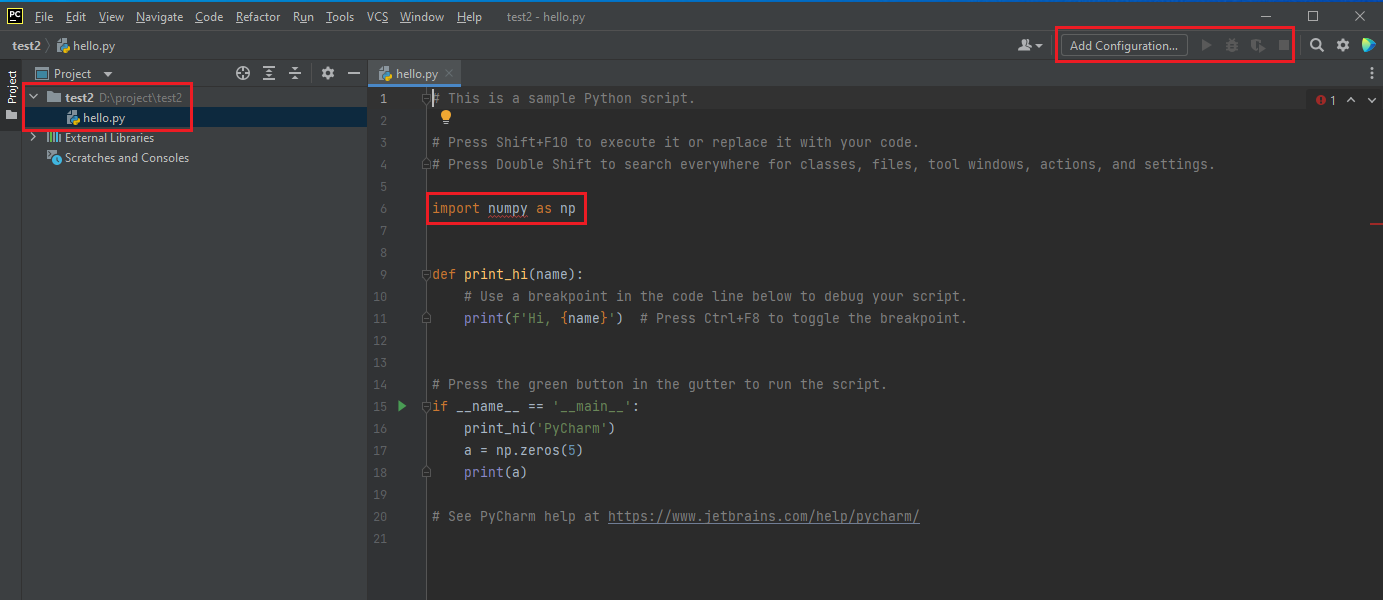 PC File Edit View Navigate Code Refactor Run Tools VCS Window Help test2 - hello.py
test2 hello.py Add Configuration...
Project
Project
hello.py
test2 D:\project\test2
hello.py
External Libraries
Scratches and Consoles
1 # This is a sample Python script.
1
2
3 # Press Shift+F10 to execute it or replace it with your code.
4 # Press Double Shift to search everywhere for classes, files, tool windows, actions, and settings.
5
6 import numpy as np
7
8
9 def print_hi(name):
10 # Use a breakpoint in the code line below to debug your script.
11 print(f'Hi, {name}') # Press Ctrl+F8 to toggle the breakpoint.
12
13
14 # Press the green button in the gutter to run the script.
15 if __name__ == '__main__':
16 print_hi('PyCharm')
17 a = np.zeros(5)
18 print(a)
19
20 # See PyCharm help at https://www.jetbrains.com/help/pycharm/
21